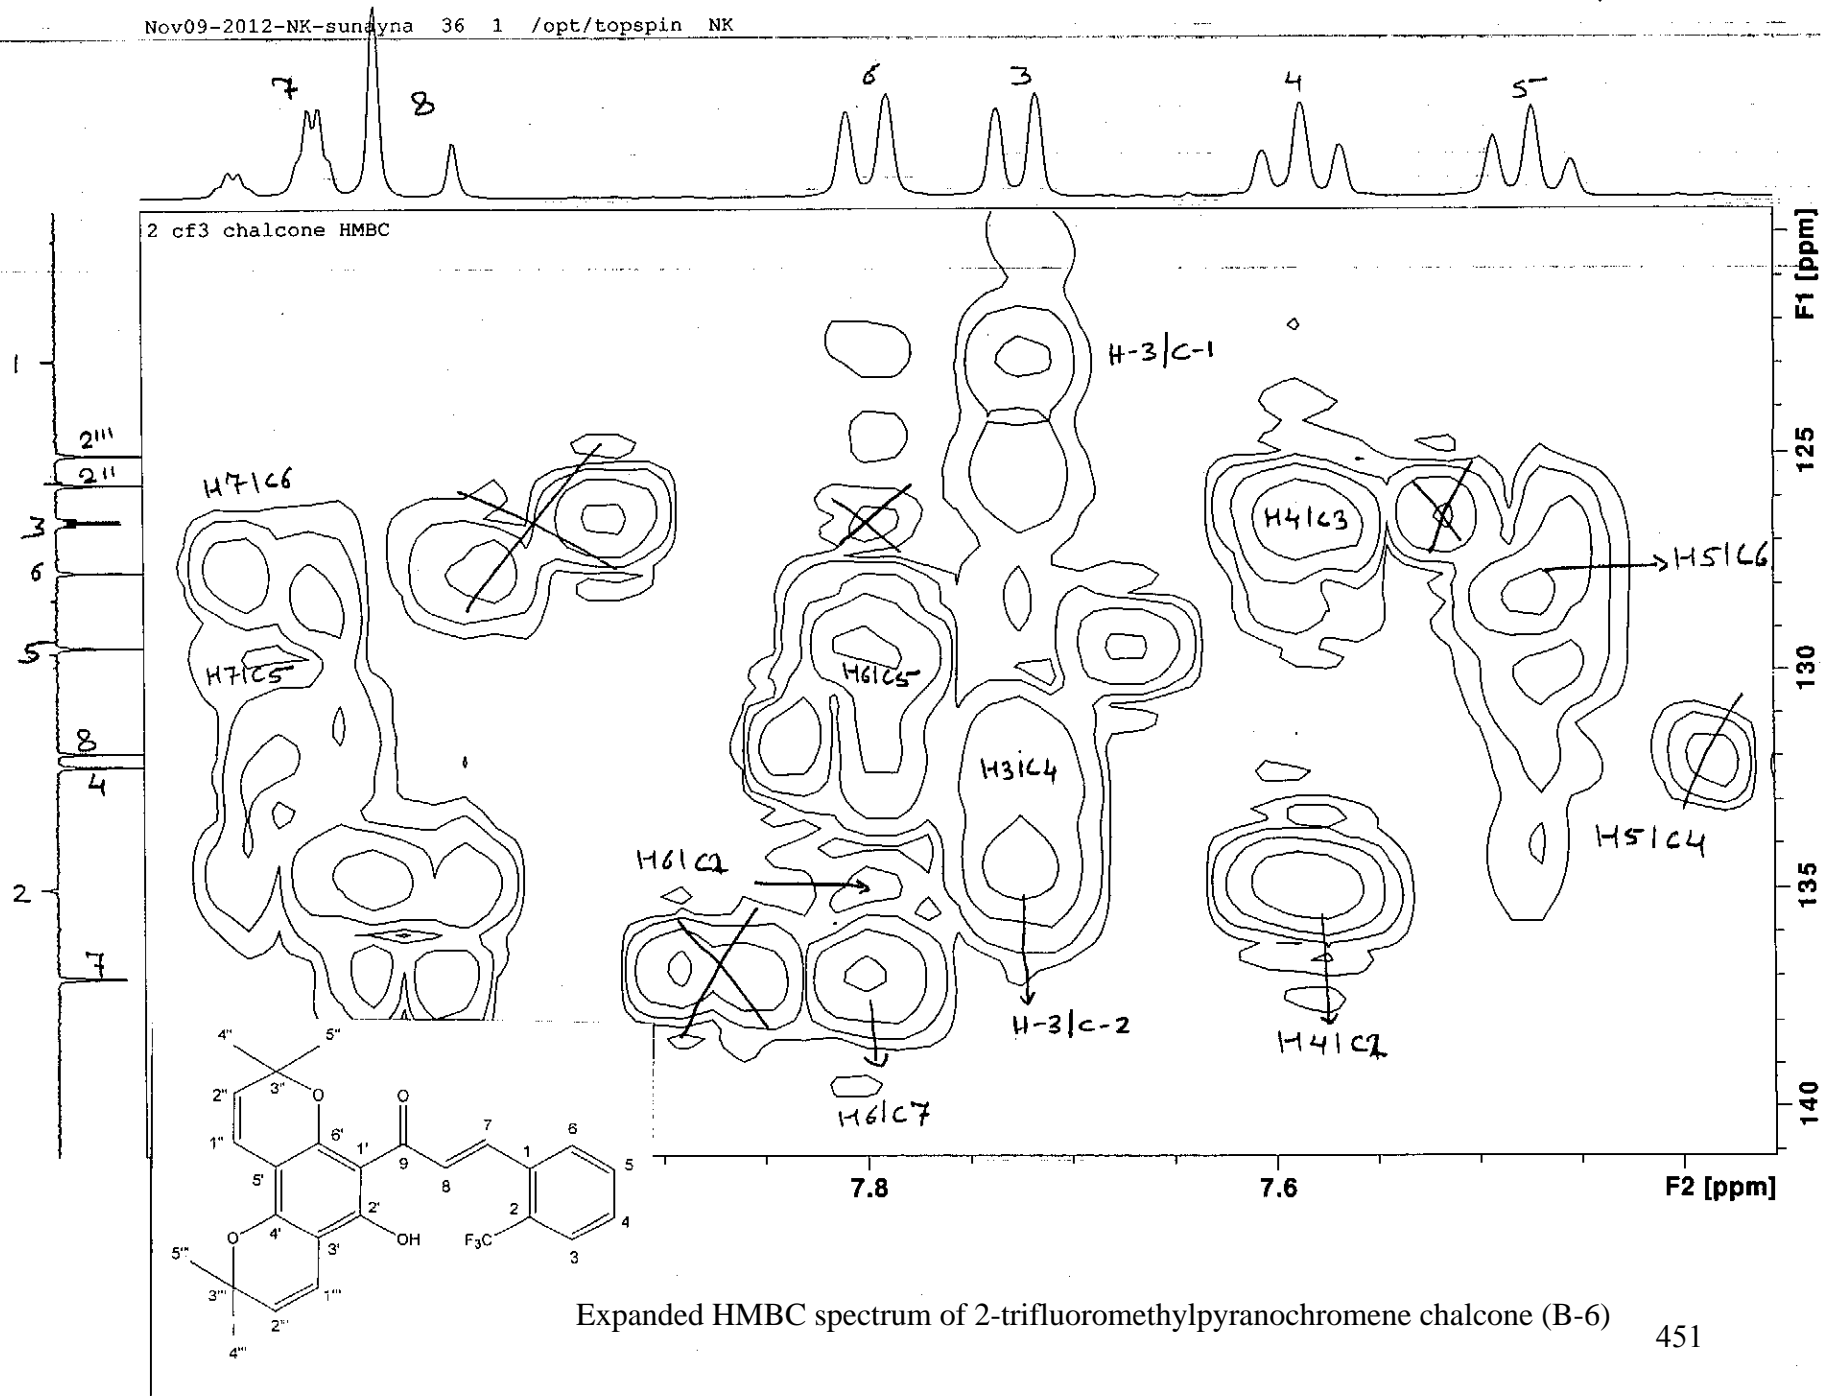 Nov09-2012-NK-sunayna 36 1 /opt/topspin NK
7 8 6 3 4 5
2 cf3 chalcone HMBC
F1 [ppm]
1
2'''
2''
3
6
5
8
4
2
7
125
130
135
140
H-3/C-1
H7/C6
H4/C3
H5/C6
H7/C5
H6/C5
H3/C4
H5/C4
H6/C2
H-3/C-2
H4/C2
H6/C7
7.8 7.6 F2 [ppm]
4'' 5''
3''
2'' O O
7 6
1'' 6' 1' 1 5
9
5' 8
2' 2 4
4'
O 3' OH F3C 3
5'''
3''' 1'''
2'''
4'''
Expanded HMBC spectrum of 2-trifluoromethylpyranochromene chalcone (B-6)
451